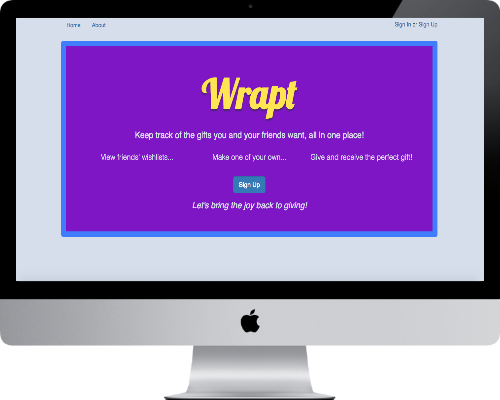 Home About Sign In or Sign Up
Wrapt
Keep track of the gifts you and your friends want, all in one place!
View friends' wishlists... Make one of your own... Give and receive the perfect gift!
Sign Up
Let's bring the joy back to giving!